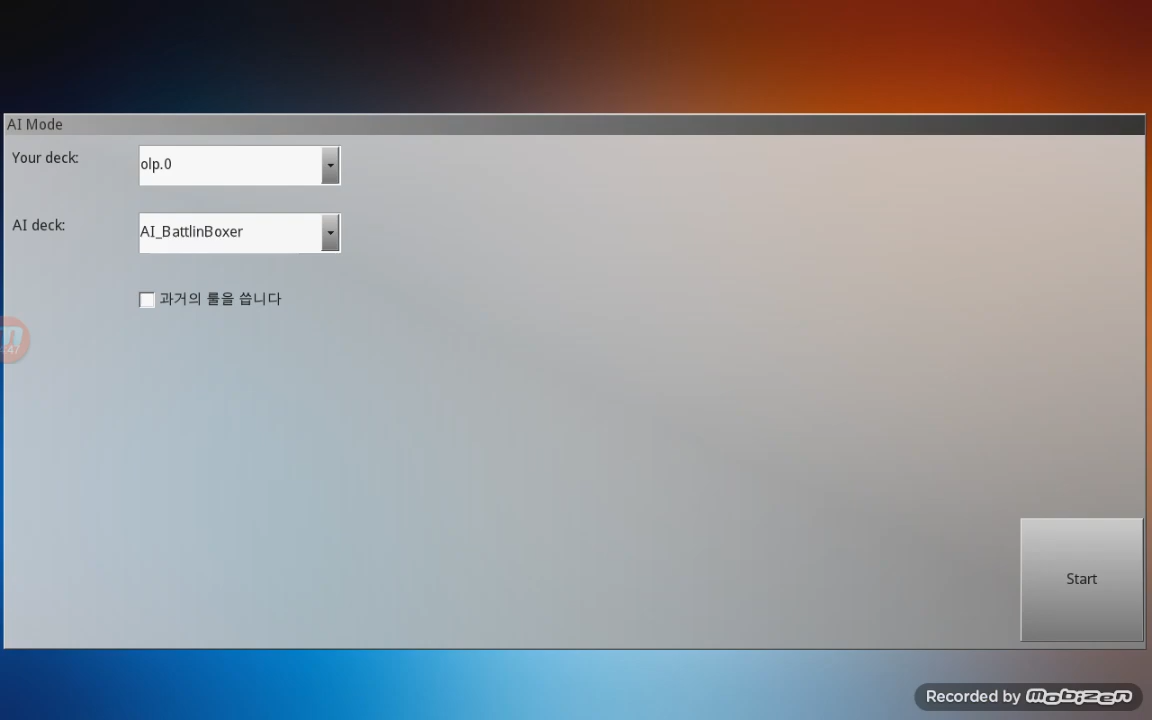 AI Mode
Your deck:
olp.0
AI deck:
AI_BattlinBoxer
과거의 룰을 씁니다
Start
Recorded by mobizen